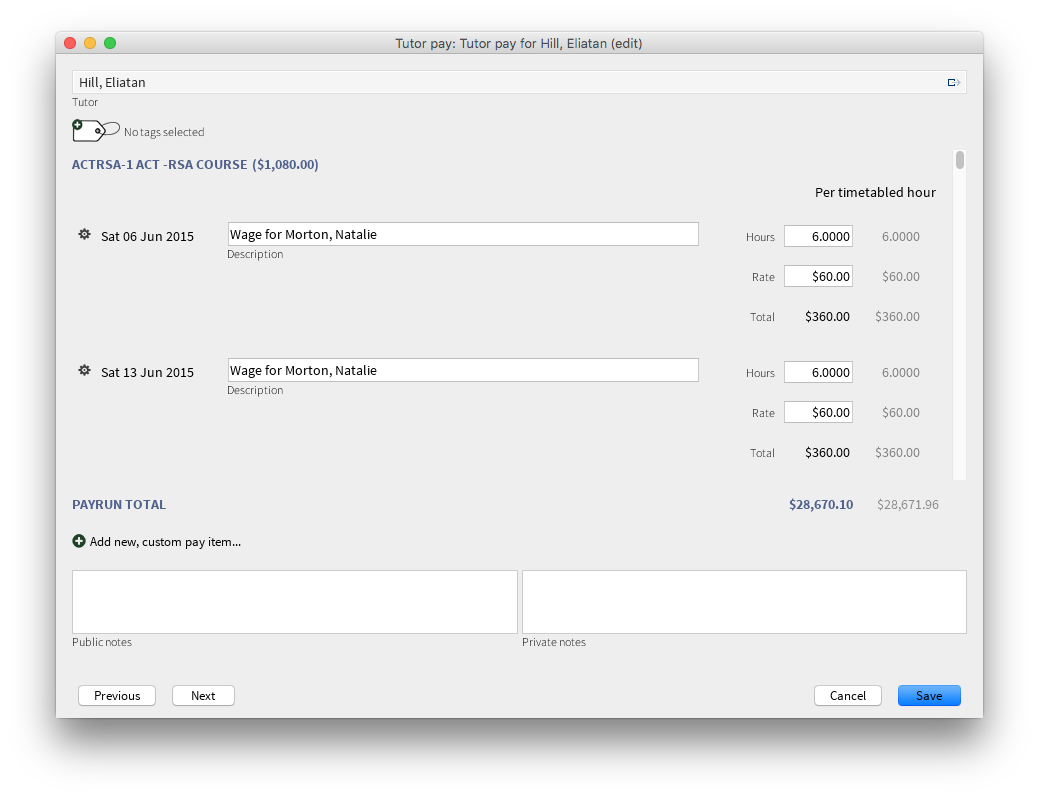 Tutor pay: Tutor pay for Hill, Eliatan (edit)
Hill, Eliatan
Tutor
No tags selected
ACTRSA-1 ACT -RSA COURSE ($1,080.00)
Per timetabled hour
Sat 06 Jun 2015 Wage for Morton, Natalie Hours 6.0000 6.0000
Description
Rate $60.00 $60.00
Total $360.00 $360.00
Sat 13 Jun 2015 Wage for Morton, Natalie Hours 6.0000 6.0000
Description
Rate $60.00 $60.00
Total $360.00 $360.00
PAYRUN TOTAL $28,670.10 $28,671.96
Add new, custom pay item...
Public notes Private notes
Previous Next Cancel Save